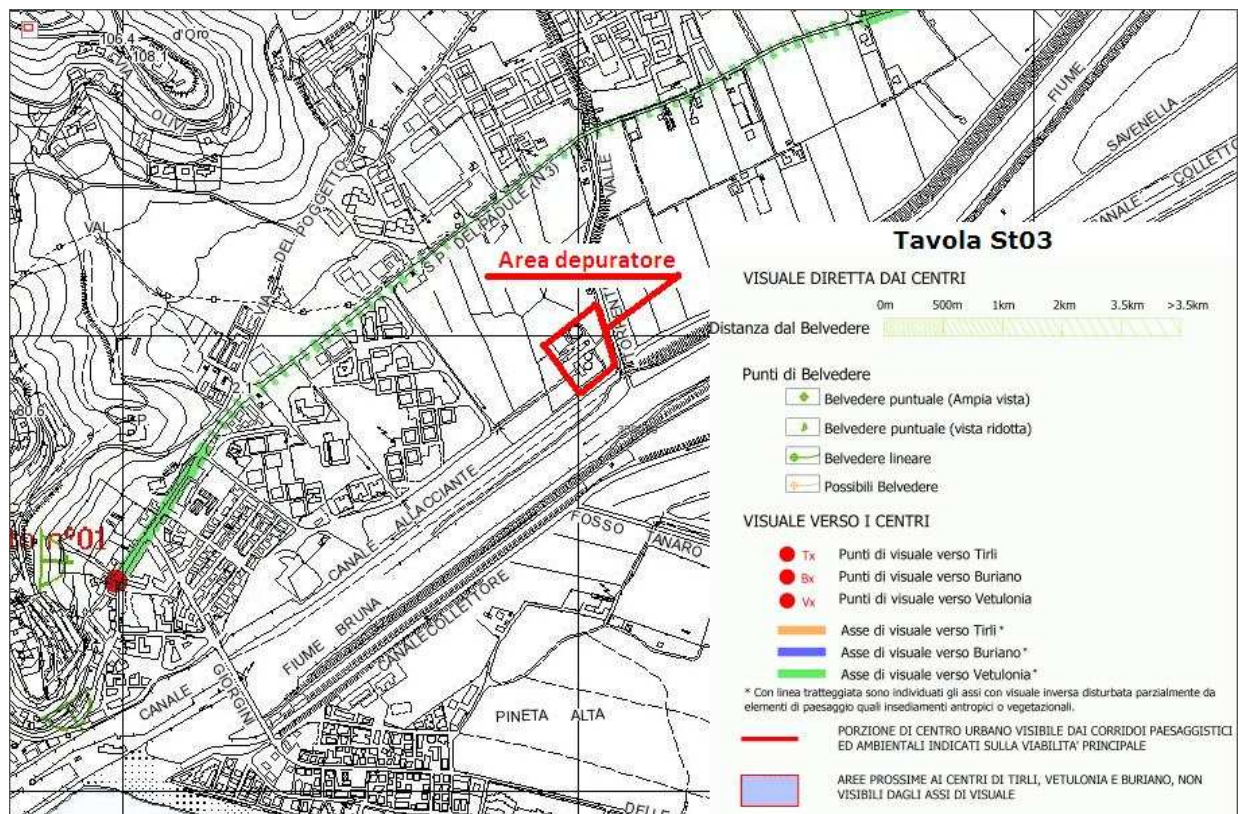 106.4
d'Oro
108.1
VIA
OLIVI
VAL
VIA DEL POGGETTO
S.P. DEL PADULE (N.3)
VALLE
TORRENT
FIUME
SAVENELLA
CANALE COLLETTO
80.6
Area depuratore
n°01
CANALE ALLACCIANTE
FIUME BRUNA
CANALE COLLETTORE
CANALE
GIORGINI
FOSSO
TANARO
PINETA ALTA
DELLE
Tavola St03
VISUALE DIRETTA DAI CENTRI
0m 500m 1km 2km 3.5km >3.5km
Distanza dal Belvedere
Punti di Belvedere
Belvedere puntuale (Ampia vista)
Belvedere puntuale (vista ridotta)
Belvedere lineare
Possibili Belvedere
VISUALE VERSO I CENTRI
Tx Punti di visuale verso Tirli
Bx Punti di visuale verso Buriano
Vx Punti di visuale verso Vetulonia
Asse di visuale verso Tirli *
Asse di visuale verso Buriano *
Asse di visuale verso Vetulonia *
* Con linea tratteggiata sono individuati gli assi con visuale inversa disturbata parzialmente da
elementi di paesaggio quali insediamenti antropici o vegetazionali.
PORZIONE DI CENTRO URBANO VISIBILE DAI CORRIDOI PAESAGGISTICI
ED AMBIENTALI INDICATI SULLA VIABILITA' PRINCIPALE
AREE PROSSIME AI CENTRI DI TIRLI, VETULONIA E BURIANO, NON
VISIBILI DAGLI ASSI DI VISUALE